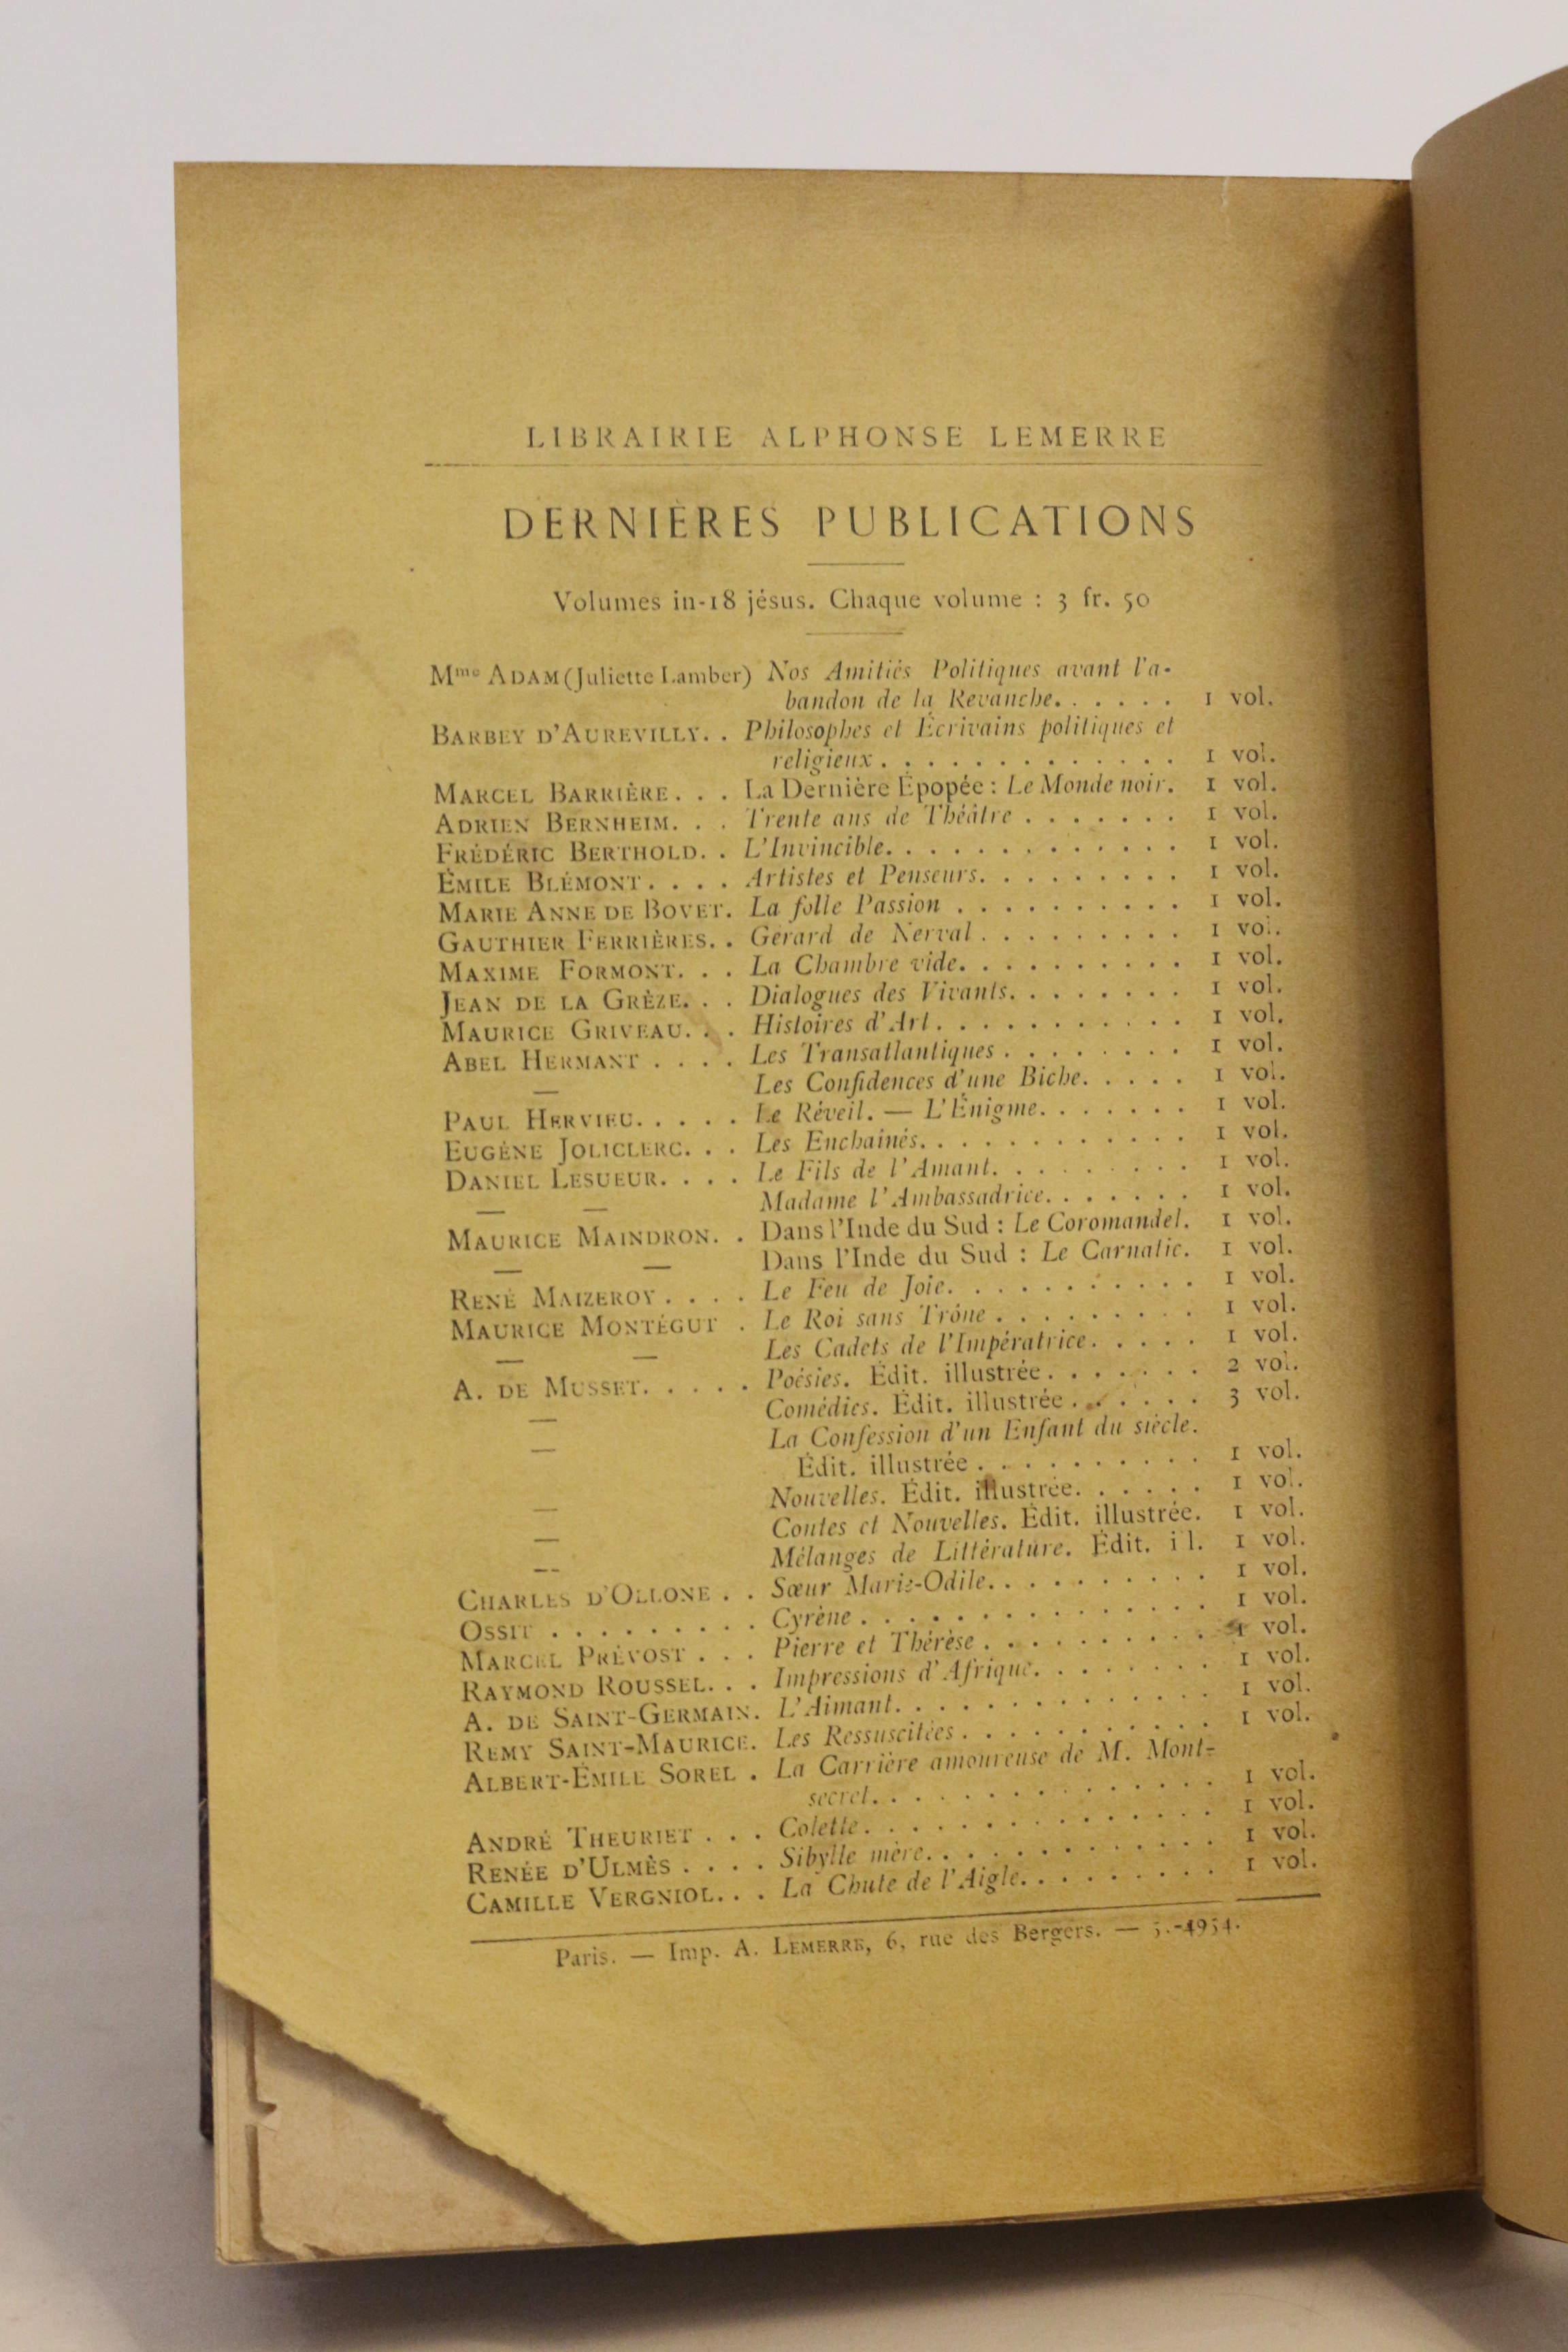 LIBRAIRIE ALPHONSE LEMERRE
DERNIÈRES PUBLICATIONS
Volumes in-18 jésus. Chaque volume : 3 fr. 50
Mme ADAM (Juliette Lamber) Nos Amitiés Politiques avant l'a-
bandon de la Revanche. . . . . . 1 vol.
BARBEY D'AUREVILLY. . Philosophes et Écrivains politiques et
religieux . . . . . . . . . . . . . 1 vol.
MARCEL BARRIÈRE. . . La Dernière Épopée : Le Monde noir. 1 vol.
ADRIEN BERNHEIM. . . Trente ans de Théâtre . . . . . . . 1 vol.
FRÉDÉRIC BERTHOLD. . L'Invincible. . . . . . . . . . . . . 1 vol.
ÉMILE BLÉMONT. . . . Artistes et Penseurs. . . . . . . . . 1 vol.
MARIE ANNE DE BOVET. La folle Passion . . . . . . . . . . 1 vol.
GAUTHIER FERRIÈRES. . Gérard de Nerval . . . . . . . . . 1 vol.
MAXIME FORMONT. . . La Chambre vide. . . . . . . . . . 1 vol.
JEAN DE LA GRÈZE. . . Dialogues des Vivants. . . . . . . . 1 vol.
MAURICE GRIVEAU. . . Histoires d'Art. . . . . . . . . . . 1 vol.
ABEL HERMANT . . . . Les Transatlantiques . . . . . . . . 1 vol.
— Les Confidences d'une Biche. . . . . 1 vol.
PAUL HERVIEU. . . . . Le Réveil. — L'Énigme. . . . . . . 1 vol.
EUGÈNE JOLICLERC. . . Les Enchaînés. . . . . . . . . . . . 1 vol.
DANIEL LESUEUR. . . . Le Fils de l'Amant. . . . . . . . . 1 vol.
— — Madame l'Ambassadrice. . . . . . . 1 vol.
MAURICE MAINDRON. . Dans l'Inde du Sud : Le Coromandel. 1 vol.
— — Dans l'Inde du Sud : Le Carnatic. 1 vol.
RENÉ MAIZEROY . . . . Le Feu de Joie. . . . . . . . . . . 1 vol.
MAURICE MONTÉGUT . Le Roi sans Trône . . . . . . . . . 1 vol.
— — Les Cadets de l'Impératrice. . . . . 1 vol.
A. DE MUSSET. . . . . Poésies. Édit. illustrée. . . . . . . 2 vol.
— Comédies. Édit. illustrée . . . . . . 3 vol.
— La Confession d'un Enfant du siècle.
Édit. illustrée . . . . . . . . . . 1 vol.
— Nouvelles. Édit. illustrée. . . . . . 1 vol.
— Contes et Nouvelles. Édit. illustrée. 1 vol.
-- Mélanges de Littérature. Édit. il. 1 vol.
CHARLES D'OLLONE . . Sœur Marie-Odile. . . . . . . . . . 1 vol.
OSSIT . . . . . . . . . Cyrène . . . . . . . . . . . . . . . 1 vol.
MARCEL PRÉVOST . . . Pierre et Thérèse . . . . . . . . . . 1 vol.
RAYMOND ROUSSEL. . . Impressions d'Afrique. . . . . . . . 1 vol.
A. DE SAINT-GERMAIN. L'Aimant. . . . . . . . . . . . . . 1 vol.
REMY SAINT-MAURICE. Les Ressuscitées . . . . . . . . . . . 1 vol.
ALBERT-ÉMILE SOREL . La Carrière amoureuse de M. Mont-
secret. . . . . . . . . . . . . . . 1 vol.
ANDRÉ THEURIET . . . Colette. . . . . . . . . . . . . . . 1 vol.
RENÉE D'ULMÈS . . . . Sibylle mère. . . . . . . . . . . . . 1 vol.
CAMILLE VERGNIOL. . . La Chute de l'Aigle. . . . . . . . . 1 vol.
Paris. — Imp. A. LEMERRE, 6, rue des Bergers. — 5.-4954.